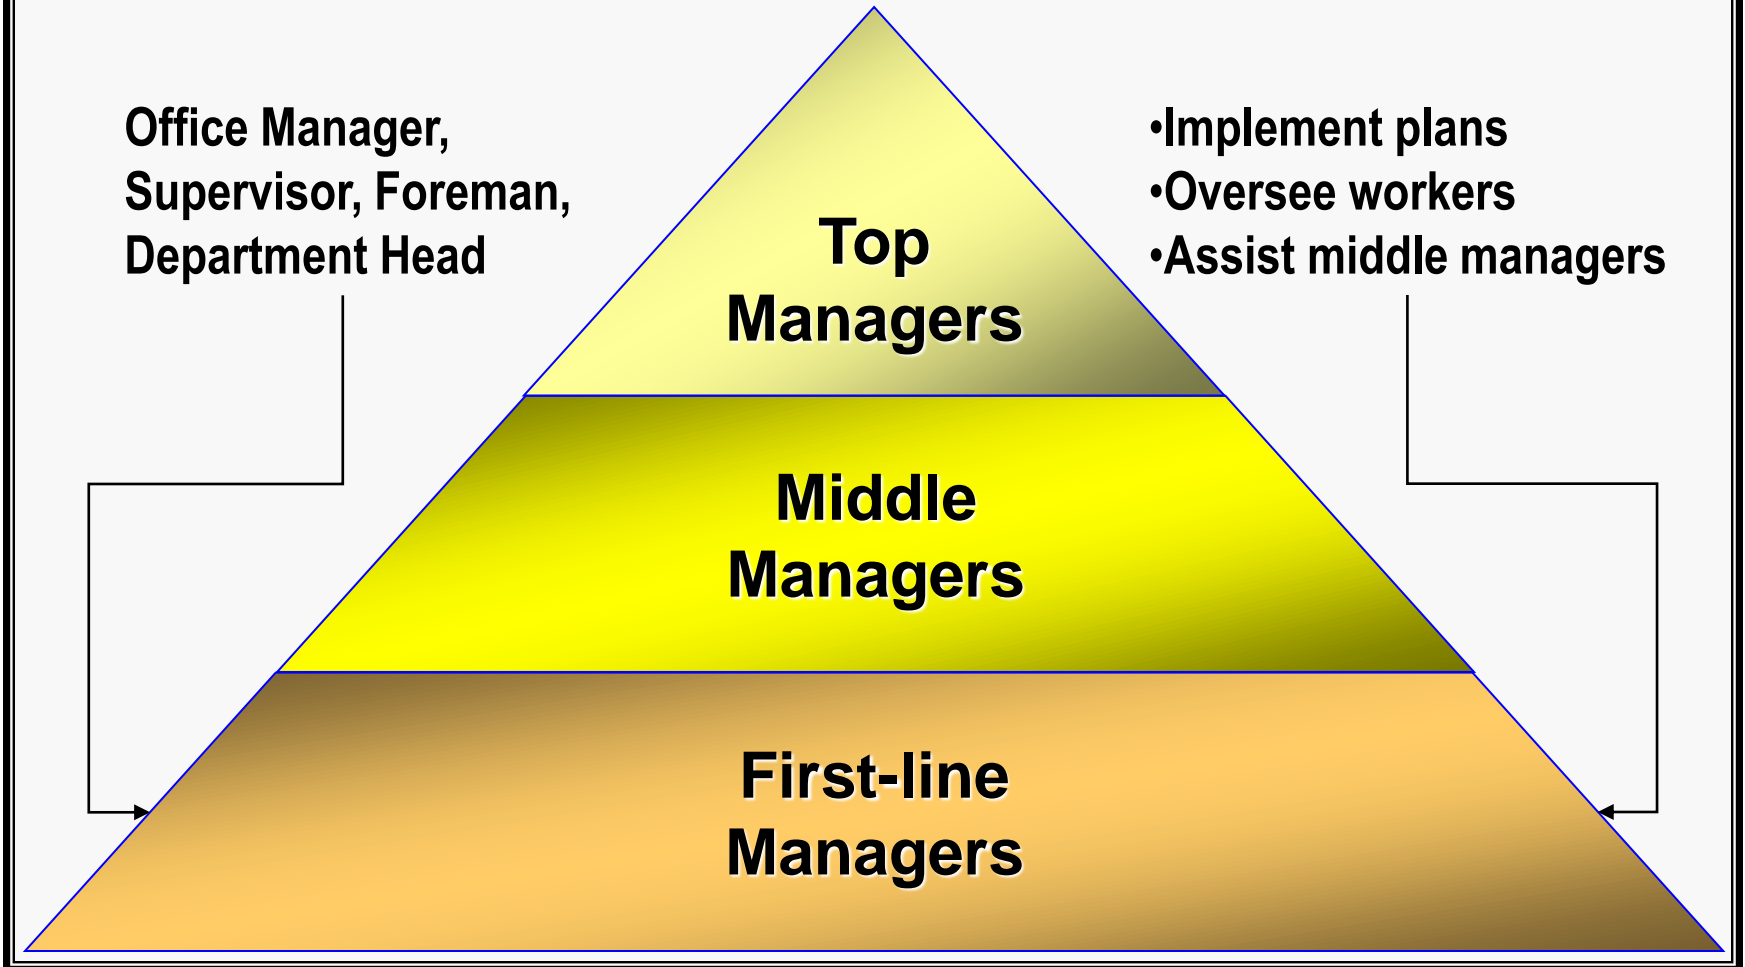 Office Manager,
Supervisor, Foreman,
Department Head
•Implement plans
•Oversee workers
•Assist middle managers
Top
Managers
Middle
Managers
First-line
Managers